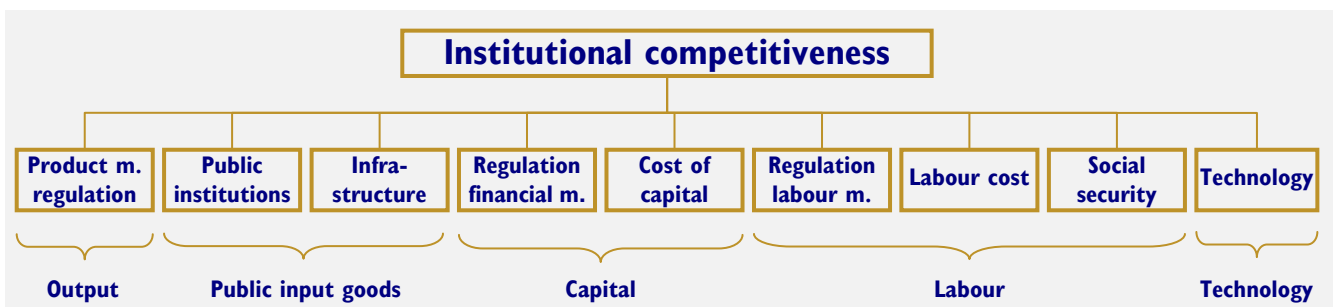 Institutional competitiveness
Product m.
regulation
Public
institutions
Infra-
structure
Regulation
financial m.
Cost of
capital
Regulation
labour m.
Labour cost
Social
security
Technology
Output
Public input goods
Capital
Labour
Technology